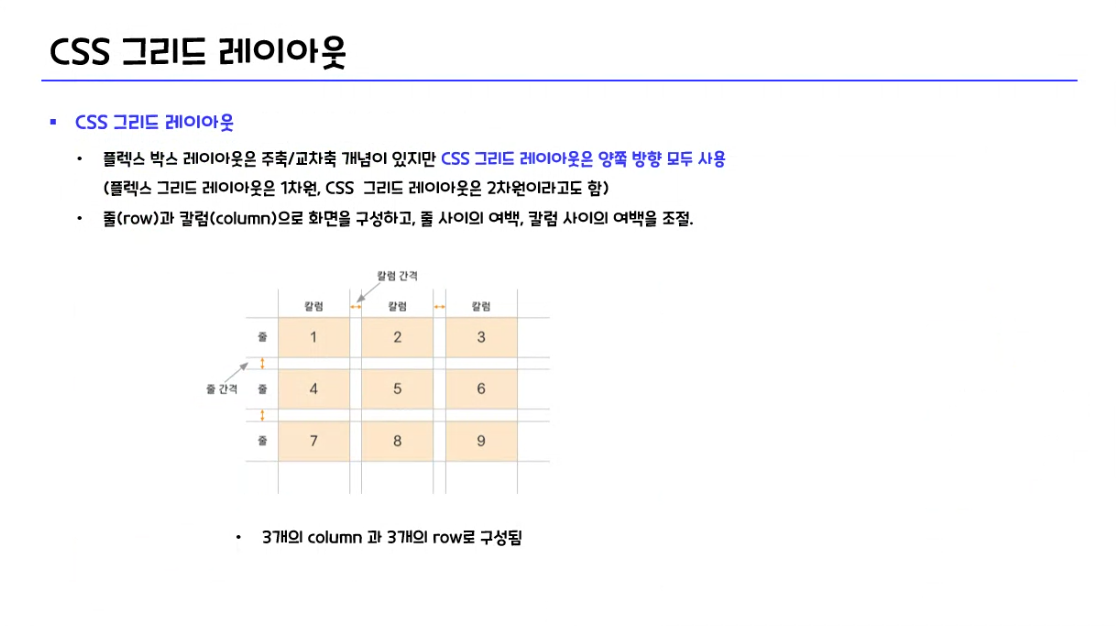 CSS 그리드 레이아웃
▪ CSS 그리드 레이아웃
• 플렉스 박스 레이아웃은 주축/교차축 개념이 있지만 CSS 그리드 레이아웃은 양쪽 방향 모두 사용
(플렉스 그리드 레이아웃은 1차원, CSS 그리드 레이아웃은 2차원이라고도 함)
• 줄(row)과 칼럼(column)으로 화면을 구성하고, 줄 사이의 여백, 칼럼 사이의 여백을 조절.
칼럼 간격
칼럼 칼럼 칼럼
줄 1 2 3
줄 간격
줄 4 5 6
줄 7 8 9
• 3개의 column 과 3개의 row로 구성됨